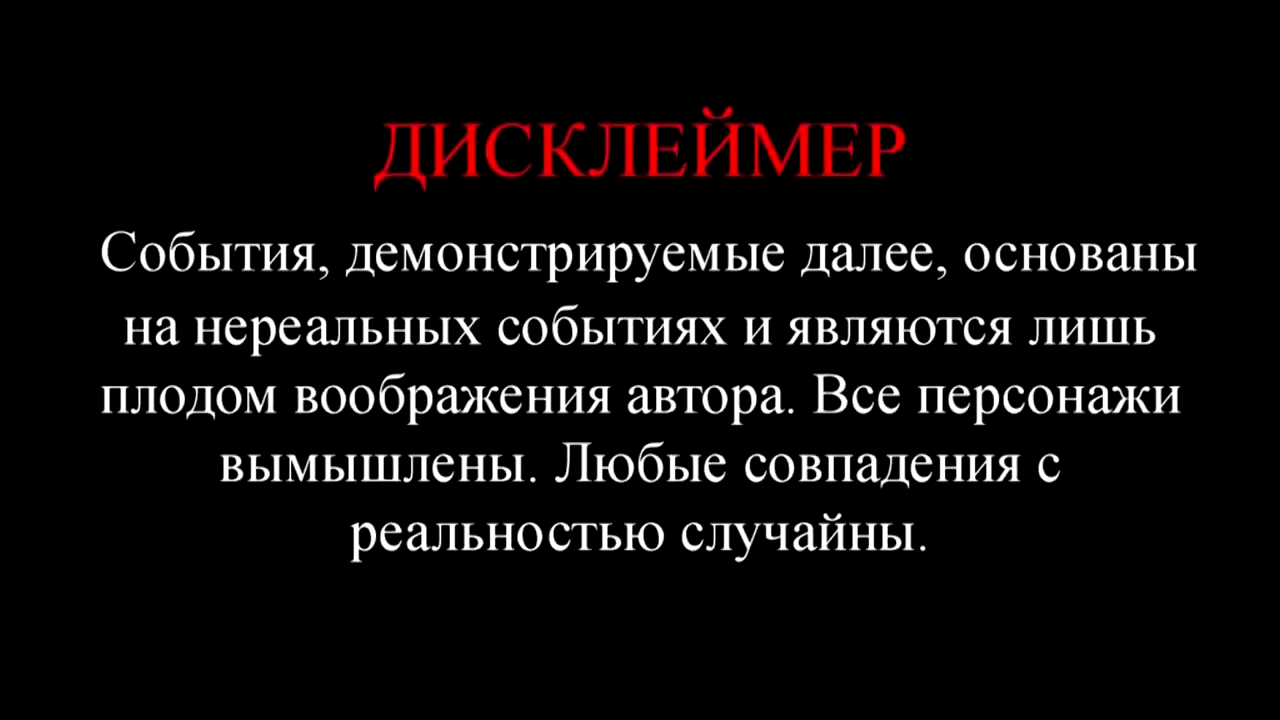 ДИСКЛЕЙМЕР
События, демонстрируемые далее, основаны
на нереальных событиях и являются лишь
плодом воображения автора. Все персонажи
вымышлены. Любые совпадения с
реальностью случайны.